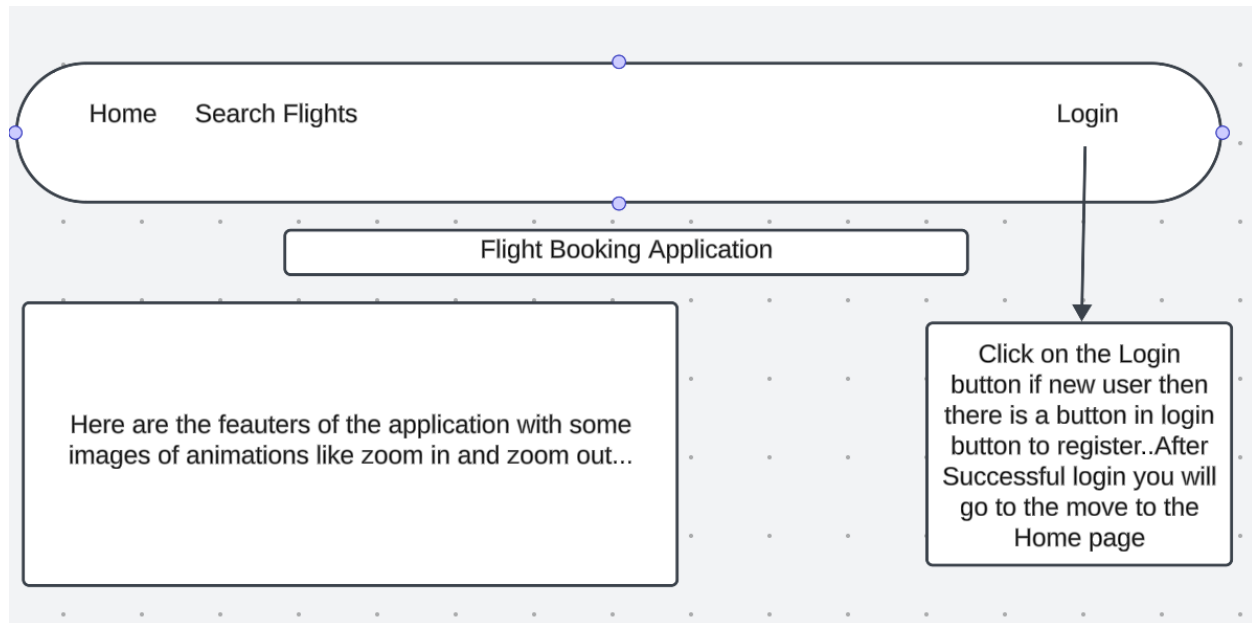 Home Search Flights Login
Flight Booking Application
Here are the feauters of the application with some
images of animations like zoom in and zoom out...
Click on the Login
button if new user then
there is a button in login
button to register..After
Successful login you will
go to the move to the
Home page